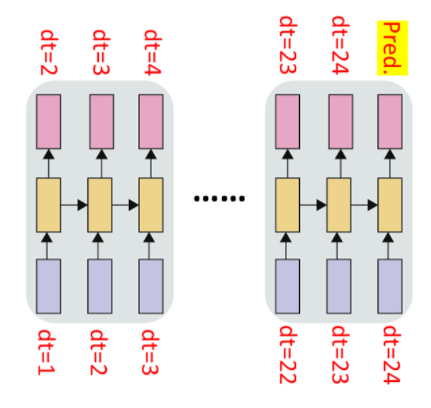 dt=2
dt=3
dt=4
dt=23
dt=24
Pred.
......
dt=1
dt=2
dt=3
dt=22
dt=23
dt=24